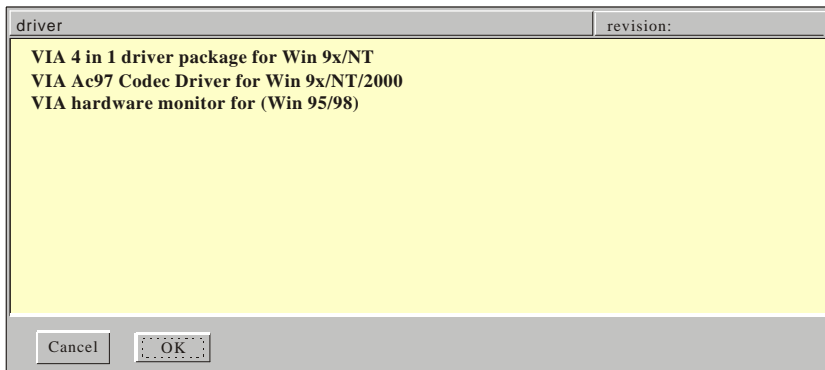 driver revision:
VIA 4 in 1 driver package for Win 9x/NT
VIA Ac97 Codec Driver for Win 9x/NT/2000
VIA hardware monitor for (Win 95/98)
Cancel OK